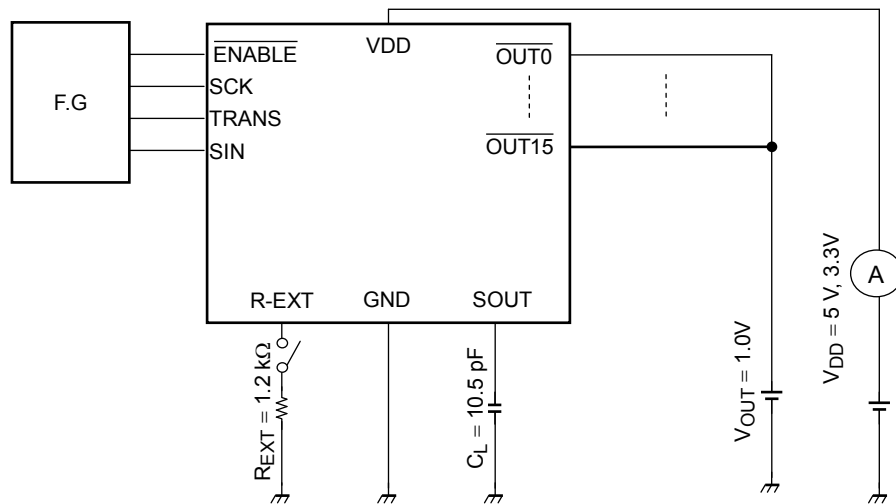 F.G
ENABLE
SCK
TRANS
SIN
VDD
OUT0
OUT15
R-EXT
GND
SOUT
REXT = 1.2 kΩ
CL = 10.5 pF
VOUT = 1.0V
VDD = 5 V, 3.3V
A